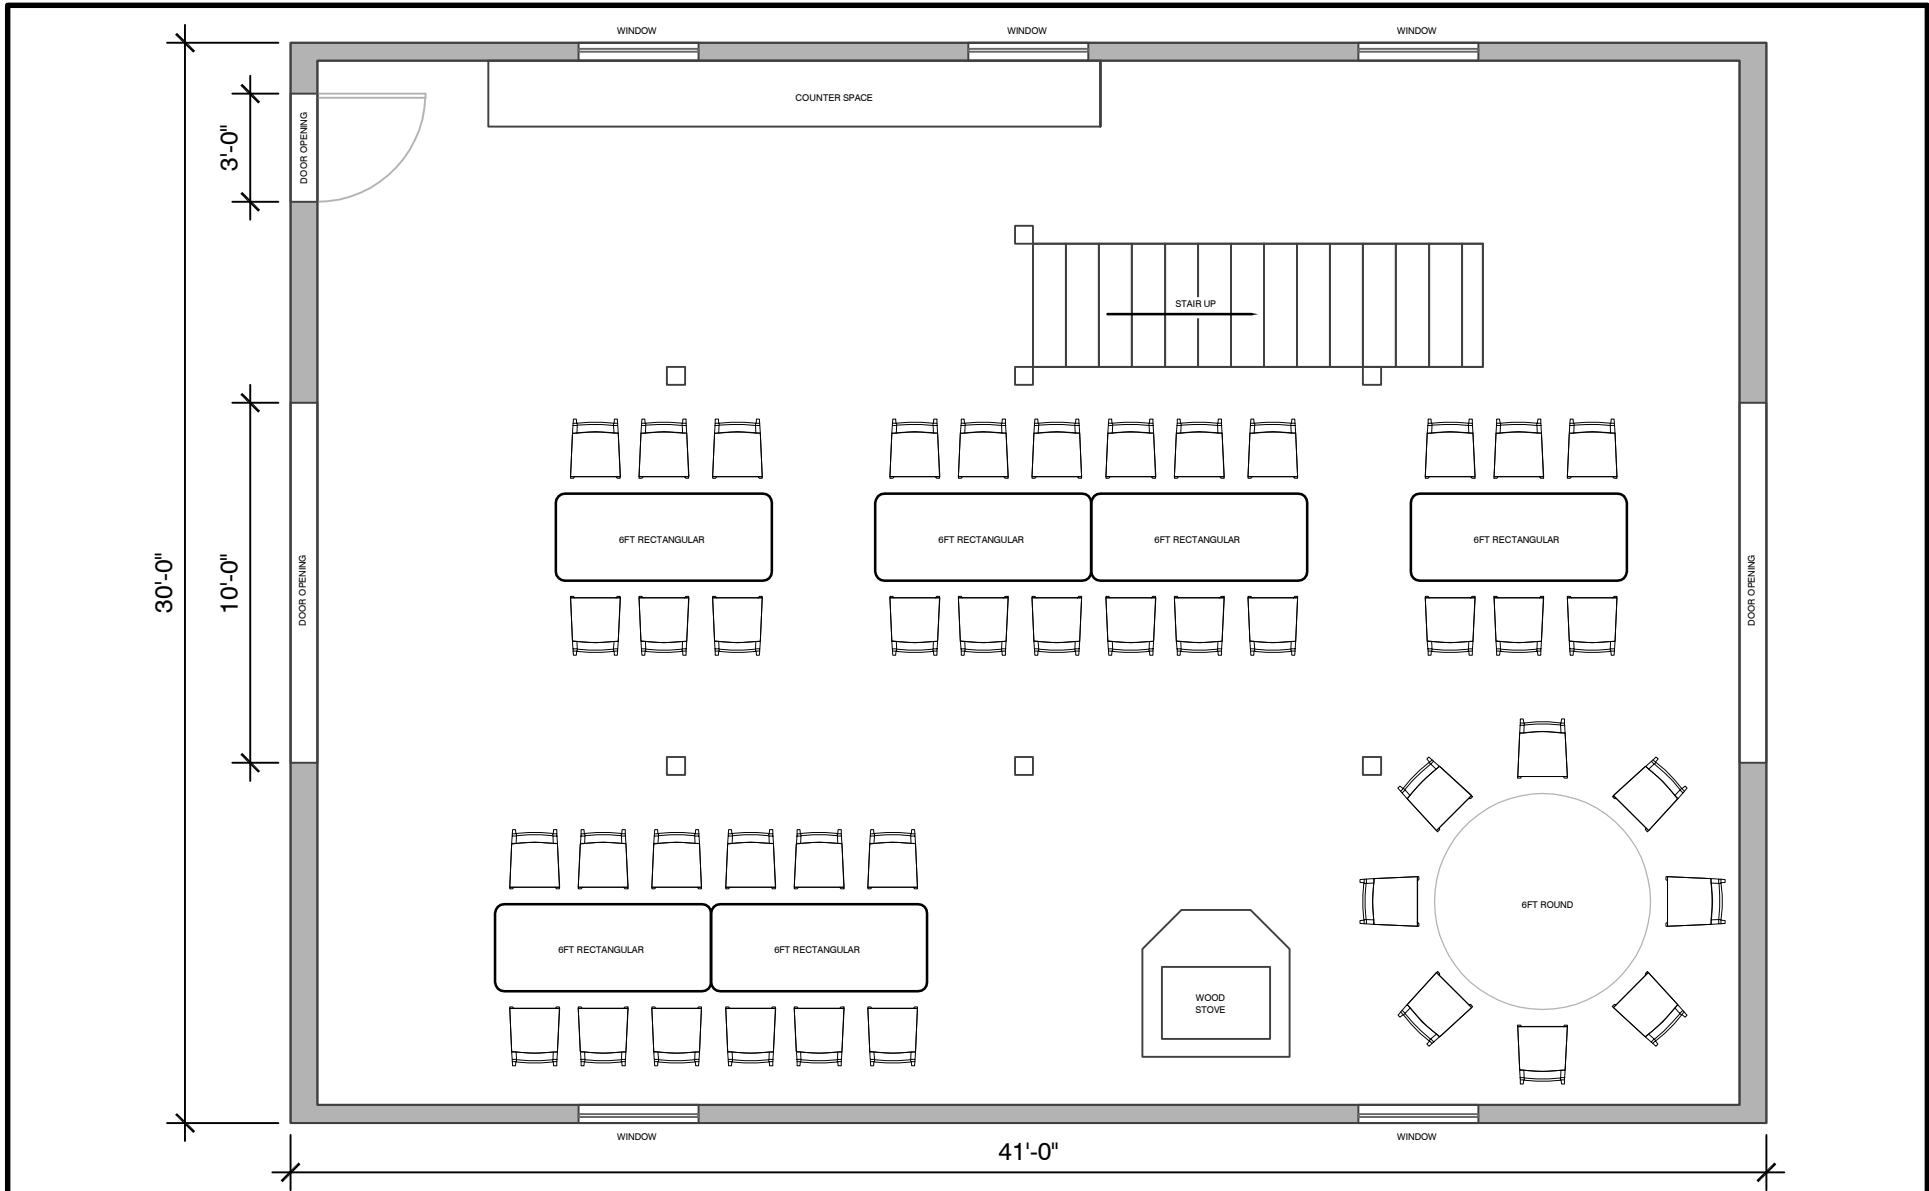 WINDOW
WINDOW
WINDOW
COUNTER SPACE
DOOR OPENING
3'-0"
STAIR UP
30'-0"
10'-0"
DOOR OPENING
6FT RECTANGULAR
6FT RECTANGULAR
6FT RECTANGULAR
6FT RECTANGULAR
DOOR OPENING
6FT ROUND
6FT RECTANGULAR
6FT RECTANGULAR
WOOD
STOVE
WINDOW
WINDOW
41'-0"